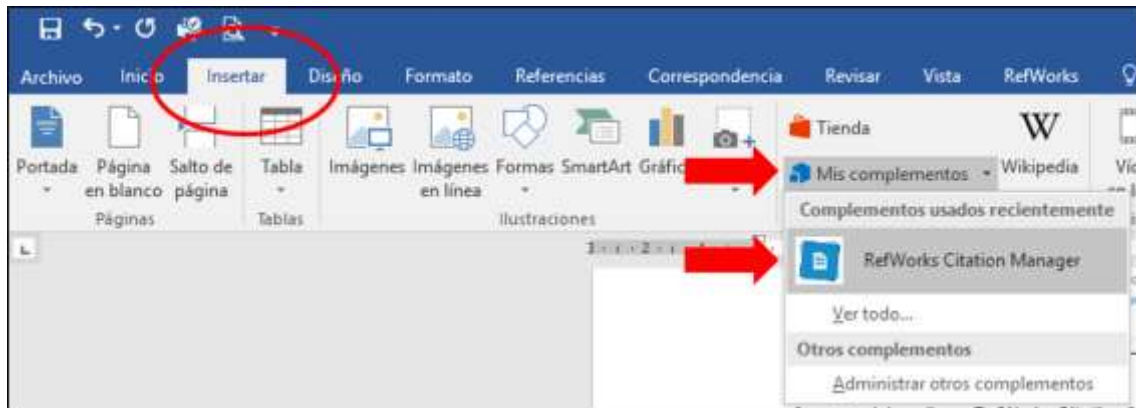 Archivo Inicio Insertar Diseño Formato Referencias Correspondencia Revisar Vista RefWorks
Tienda
Mis complementos
Portada Página en blanco Salto de página Tabla Imágenes Imágenes en línea Formas SmartArt Wikipedia
Páginas Tablas Ilustraciones
Complementos usados recientemente
RefWorks Citation Manager
Ver todo...
Otros complementos
Administrar otros complementos